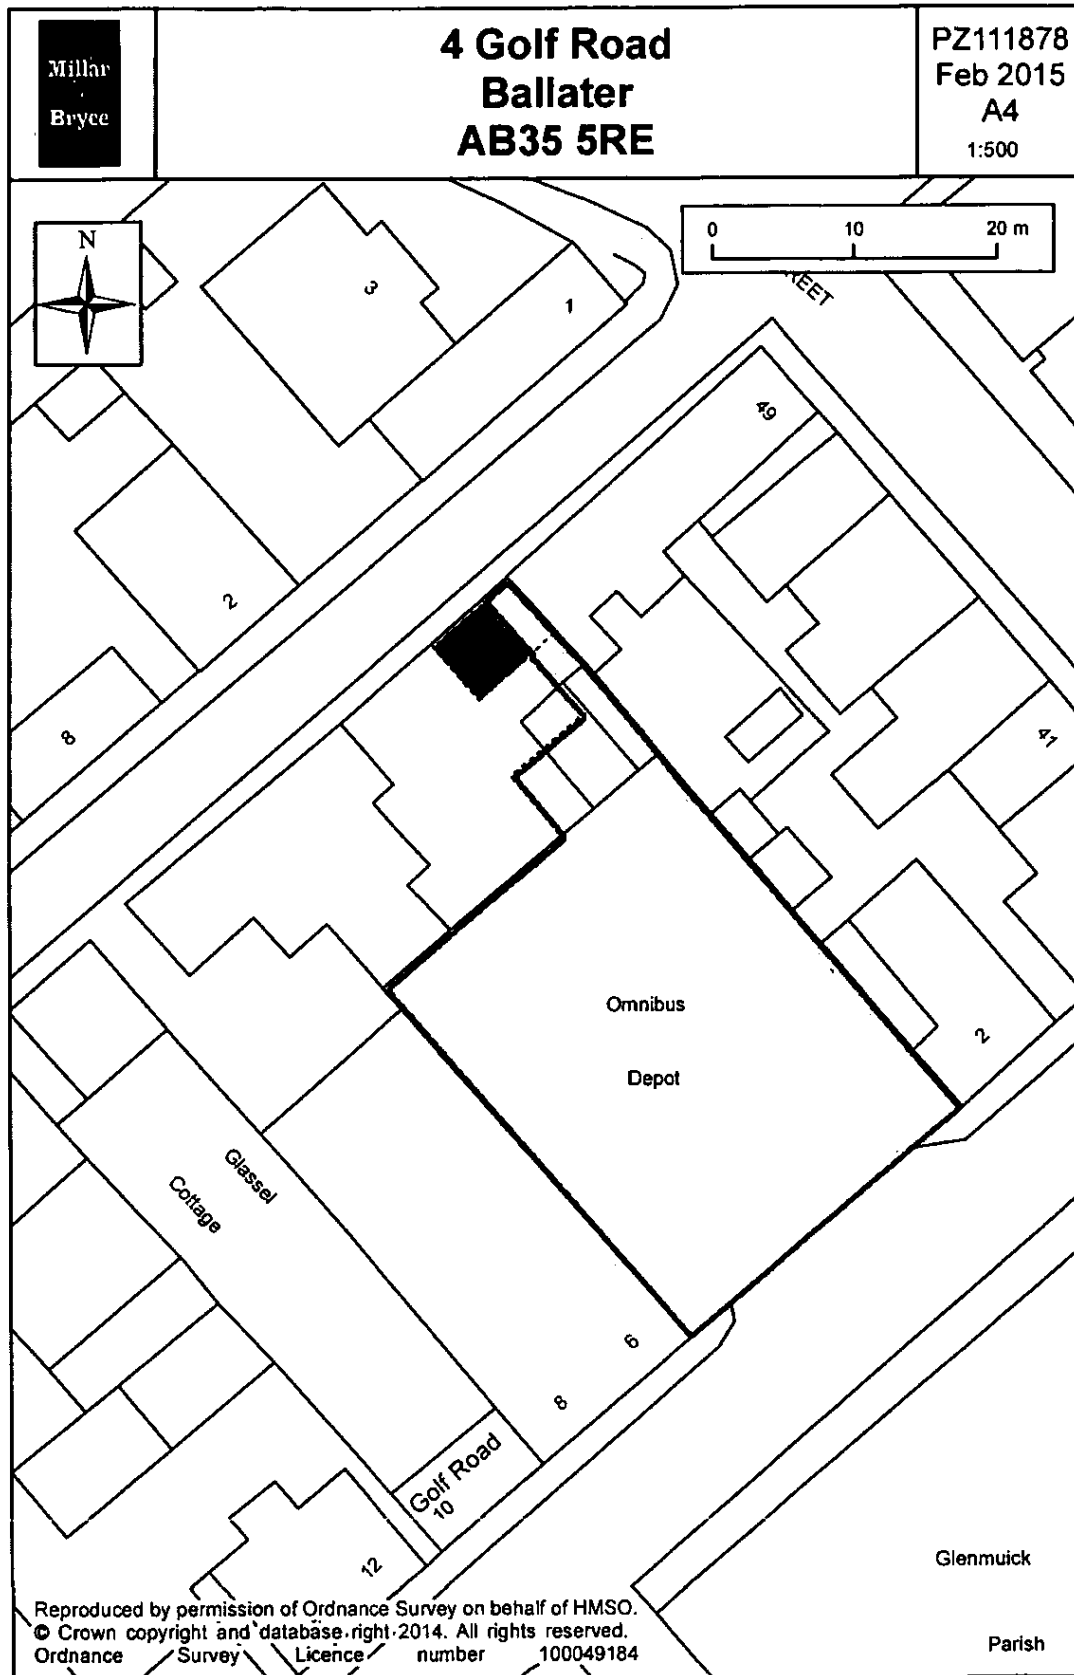 Millar
Bryce
4 Golf Road
Ballater
AB35 5RE
PZ111878
Feb 2015
A4
1:500
N
0 10 20 m
REET
3
1
49
2
8
41
Omnibus
Depot
2
Glassel
Cottage
6
8
Golf Road
10
12
Glenmuick
Parish
Reproduced by permission of Ordnance Survey on behalf of HMSO.
© Crown copyright and database right 2014. All rights reserved.
Ordnance Survey Licence number 100049184